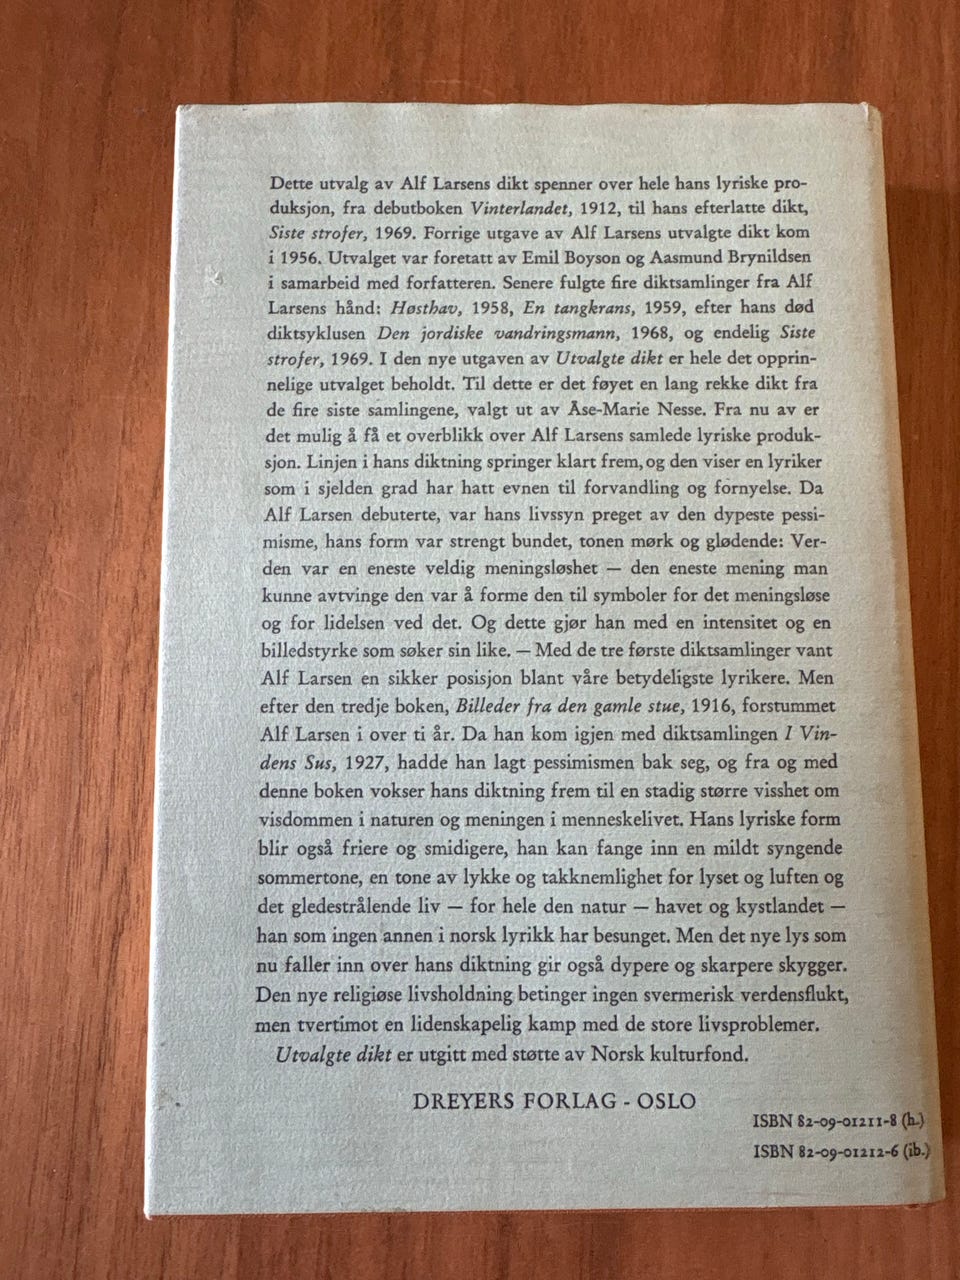 Dette utvalg av Alf Larsens dikt spenner over hele hans lyriske pro-
duksjon, fra debutboken Vinterlandet, 1912, til hans efterlatte dikt,
Siste strofer, 1969. Forrige utgave av Alf Larsens utvalgte dikt kom
i 1956. Utvalget var foretatt av Emil Boyson og Aasmund Brynildsen
i samarbeid med forfatteren. Senere fulgte fire diktsamlinger fra Alf
Larsens hånd: Høsthav, 1958, En tangkrans, 1959, efter hans død
diktsyklusen Den jordiske vandringsmann, 1968, og endelig Siste
strofer, 1969. I den nye utgaven av Utvalgte dikt er hele det opprin-
nelige utvalget beholdt. Til dette er det føyet en lang rekke dikt fra
de fire siste samlingene, valgt ut av Åse-Marie Nesse. Fra nu av er
det mulig å få et overblikk over Alf Larsens samlede lyriske produk-
sjon. Linjen i hans diktning springer klart frem, og den viser en lyriker
som i sjelden grad har hatt evnen til forvandling og fornyelse. Da
Alf Larsen debuterte, var hans livssyn preget av den dypeste pessi-
misme, hans form var strengt bundet, tonen mørk og glødende: Ver-
den var en eneste veldig meningsløshet — den eneste mening man
kunne avtvinge den var å forme den til symboler for det meningsløse
og for lidelsen ved det. Og dette gjør han med en intensitet og en
billedstyrke som søker sin like. — Med de tre første diktsamlinger vant
Alf Larsen en sikker posisjon blant våre betydeligste lyrikere. Men
efter den tredje boken, Billeder fra den gamle stue, 1916, forstummet
Alf Larsen i over ti år. Da han kom igjen med diktsamlingen I Vin-
dens Sus, 1927, hadde han lagt pessimismen bak seg, og fra og med
denne boken vokser hans diktning frem til en stadig større visshet om
visdommen i naturen og meningen i menneskelivet. Hans lyriske form
blir også friere og smidigere, han kan fange inn en mildt syngende
sommertone, en tone av lykke og takknemlighet for lyset og luften og
det gledestrålende liv — for hele den natur — havet og kystlandet —
han som ingen annen i norsk lyrikk har besunget. Men det nye lys som
nu faller inn over hans diktning gir også dypere og skarpere skygger.
Den nye religiøse livsholdning betinger ingen svermerisk verdensflukt,
men tvertimot en lidenskapelig kamp med de store livsproblemer.
Utvalgte dikt er utgitt med støtte av Norsk kulturfond.
DREYERS FORLAG - OSLO
ISBN 82-09-01211-8 (h.)
ISBN 82-09-01212-6 (ib.)